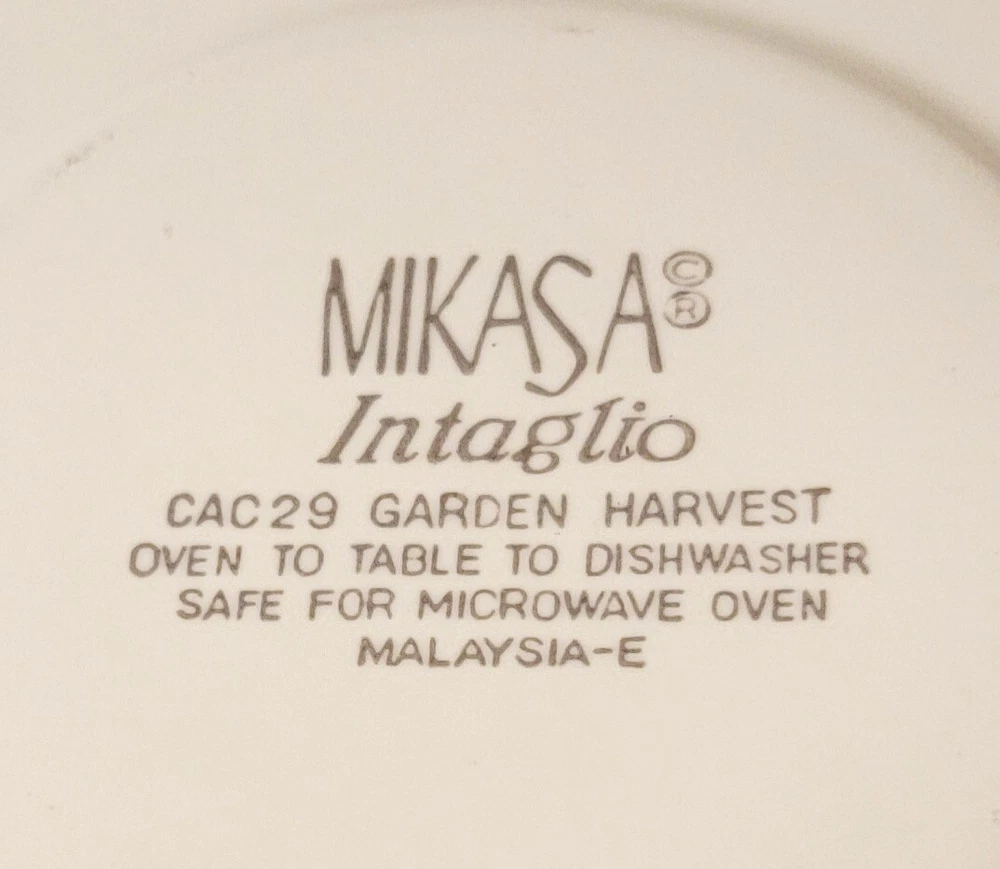 MIKASA © ®
Intaglio
CAC29 GARDEN HARVEST
OVEN TO TABLE TO DISHWASHER
SAFE FOR MICROWAVE OVEN
MALAYSIA-E